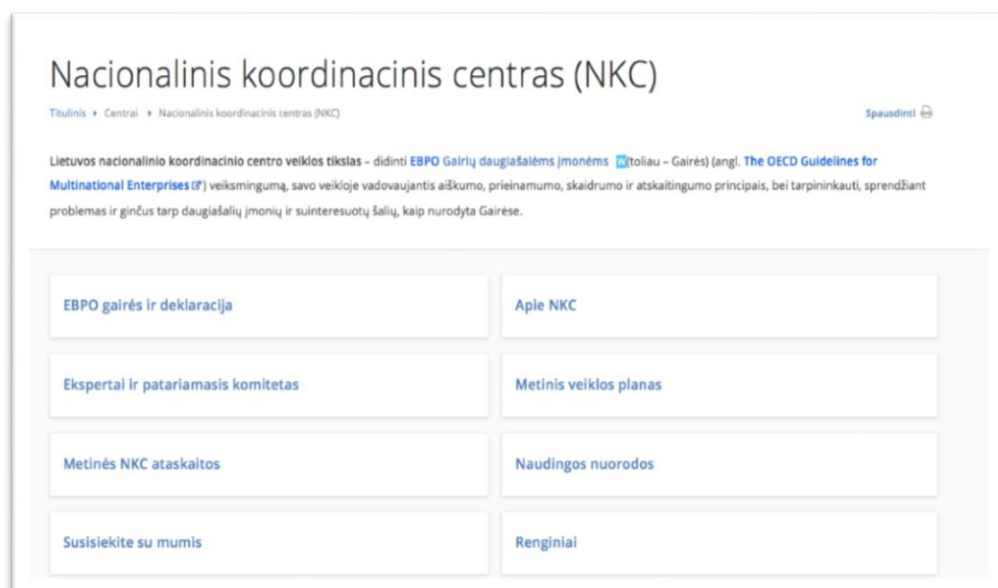 Nacionalinis koordinacinis centras (NKC)
Titulinis Centrai Nacionalinis koordinacinis centras (NKC) Spausdinti
Lietuvos nacionalinio koordinacinio centro veiklos tikslas – didinti EBPO Gairių daugiašalėms įmonėms (toliau – Gairės) (angl. The OECD Guidelines for
Multinational Enterprises) veiksmingumą, savo veikloje vadovaujantis aiškumo, prieinamumo, skaidrumo ir atskaitingumo principais, bei tarpininkauti, sprendžiant
problemas ir ginčus tarp daugiašalių įmonių ir suinteresuotų šalių, kaip nurodyta Gairėse.
EBPO gairės ir deklaracija Apie NKC
Ekspertai ir patariamasis komitetas Metinis veiklos planas
Metinės NKC ataskaitos Naudingos nuorodos
Susisiekite su mumis Renginiai